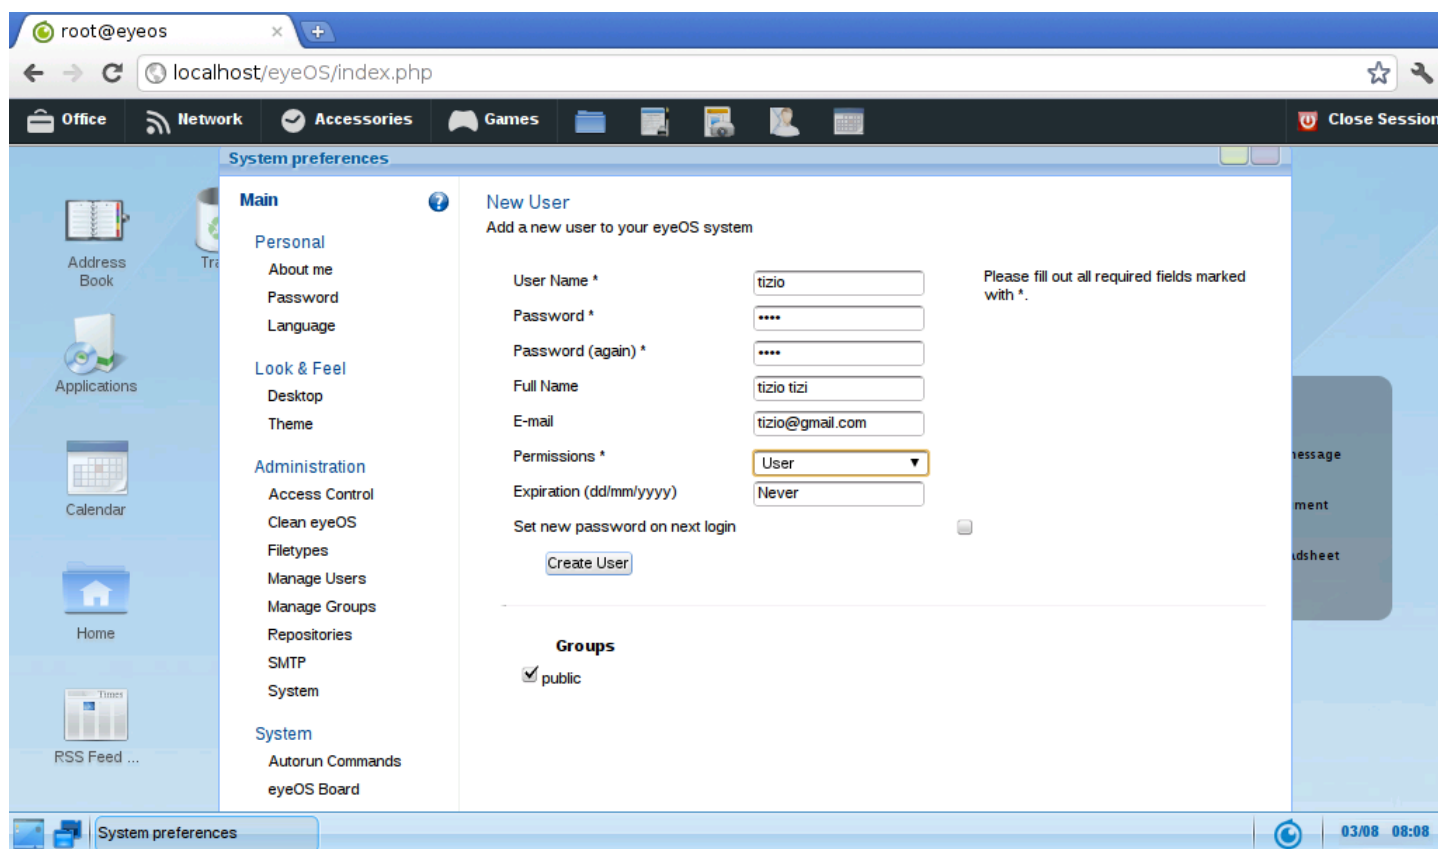 root@eyeos
localhost/eyeOS/index.php
Office Network Accessories Games Close Session
System preferences
Address
Book
Applications
Calendar
Home
Times
RSS Feed ...
Main
Personal
About me
Password
Language
Look & Feel
Desktop
Theme
Administration
Access Control
Clean eyeOS
Filetypes
Manage Users
Manage Groups
Repositories
SMTP
System
System
Autorun Commands
eyeOS Board
New User
Add a new user to your eyeOS system
User Name * tizio
Password * ••••
Password (again) * ••••
Full Name tizio tizi
E-mail tizio@gmail.com
Permissions * User
Expiration (dd/mm/yyyy) Never
Set new password on next login
Create User
Please fill out all required fields marked
with *.
Groups
public
System preferences
03/08 08:08